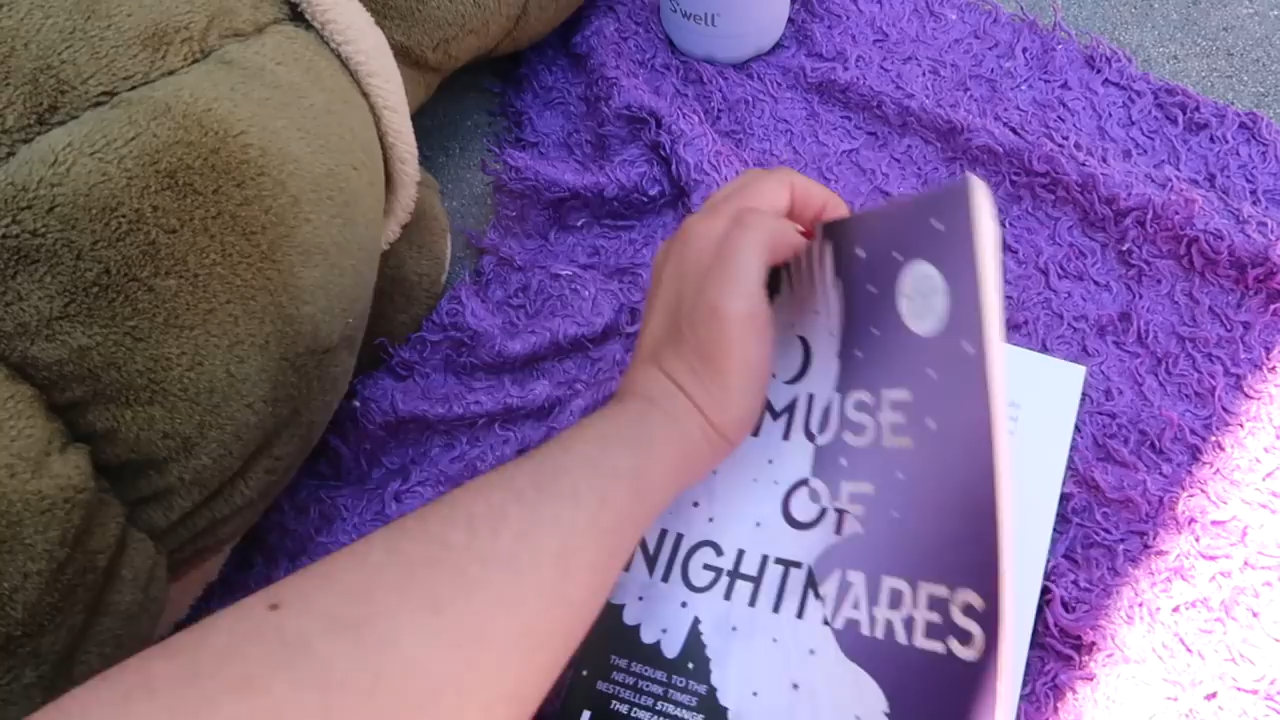 S'well
MUSE
OF
NIGHTMARES
THE SEQUEL TO THE
NEW YORK TIMES
BESTSELLER STRANGE
THE DREAM